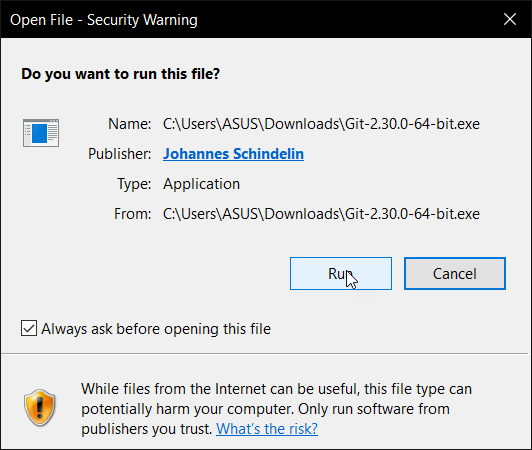 Open File - Security Warning
Do you want to run this file?
Name: C:\Users\ASUS\Downloads\Git-2.30.0-64-bit.exe
Publisher: Johannes Schindelin
Type: Application
From: C:\Users\ASUS\Downloads\Git-2.30.0-64-bit.exe
Run Cancel
Always ask before opening this file
While files from the Internet can be useful, this file type can
potentially harm your computer. Only run software from
publishers you trust. What's the risk?